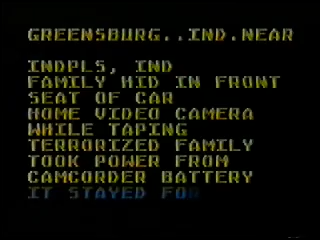 GREENSBURG..IND.NEAR
INDPLS, IND
FAMILY HID IN FRONT
SEAT OF CAR
HOME VIDEO CAMERA
WHILE TAPING
TERRORIZED FAMILY
TOOK POWER FROM
CAMCORDER BATTERY
IT STAYED FO